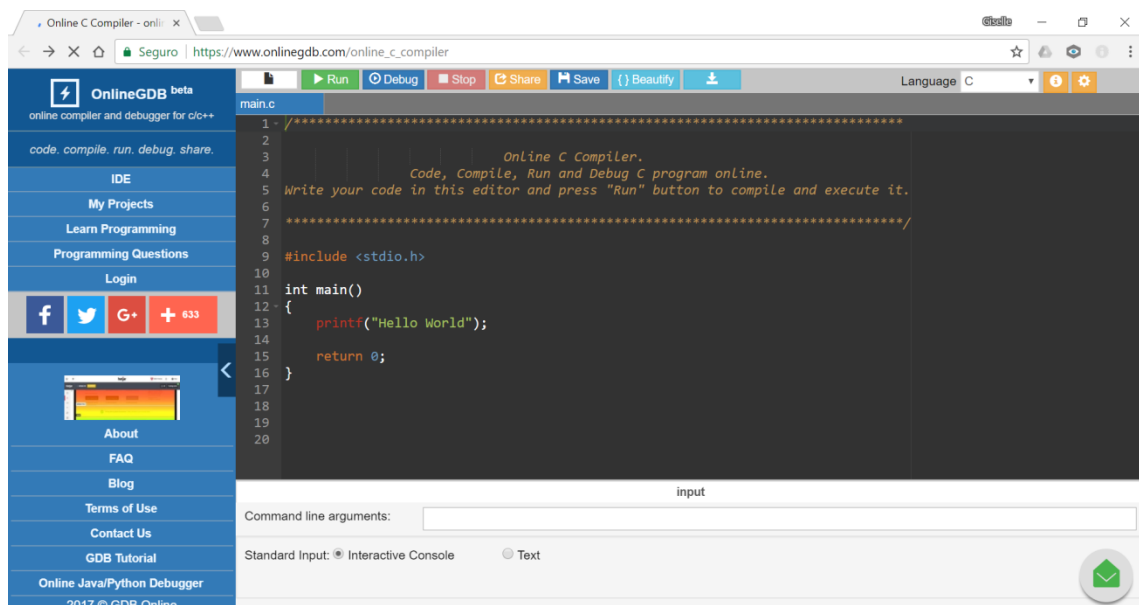 Online C Compiler - onlin
Giselle
Seguro | https://www.onlinegdb.com/online_c_compiler
OnlineGDB beta
online compiler and debugger for c/c++
code. compile. run. debug. share.
IDE
My Projects
Learn Programming
Programming Questions
Login
f
G+
+ 633
About
FAQ
Blog
Terms of Use
Contact Us
GDB Tutorial
Online Java/Python Debugger
2017 © GDB Online
Run Debug Stop Share Save {} Beautify
Language C
main.c
1 /******************************************************************************
2
3 Online C Compiler.
4 Code, Compile, Run and Debug C program online.
5 Write your code in this editor and press "Run" button to compile and execute it.
6
7 *******************************************************************************/
8
9 #include <stdio.h>
10
11 int main()
12 {
13 printf("Hello World");
14
15 return 0;
16 }
17
18
19
20
input
Command line arguments:
Standard Input: Interactive Console Text